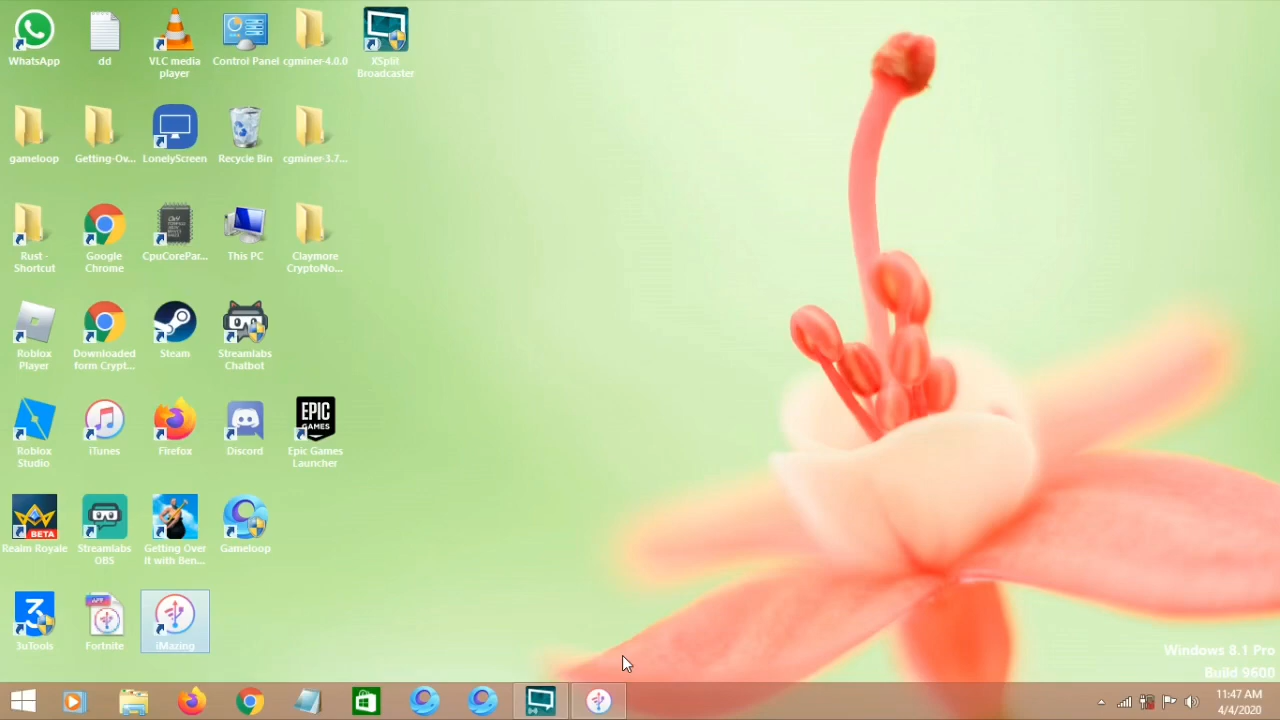 WhatsApp
dd
VLC media
player
Control Panel
cgminer-4.0.0
XSplit
Broadcaster
gameloop
Getting-Ov...
LonelyScreen
Recycle Bin
cgminer-3.7...
Rust -
Shortcut
Google
Chrome
CpuCorePar...
This PC
Claymore
CryptoNo...
Roblox
Player
Downloaded
form Crypt...
Steam
Streamlabs
Chatbot
Roblox
Studio
iTunes
Firefox
Discord
EPIC
GAMES
Epic Games
Launcher
BETA
Realm Royale
Streamlabs
OBS
Getting Over
It with Ben...
Gameloop
3uTools
Fortnite
iMazing
Windows 8.1 Pro
Build 9600
11:47 AM
4/4/2020